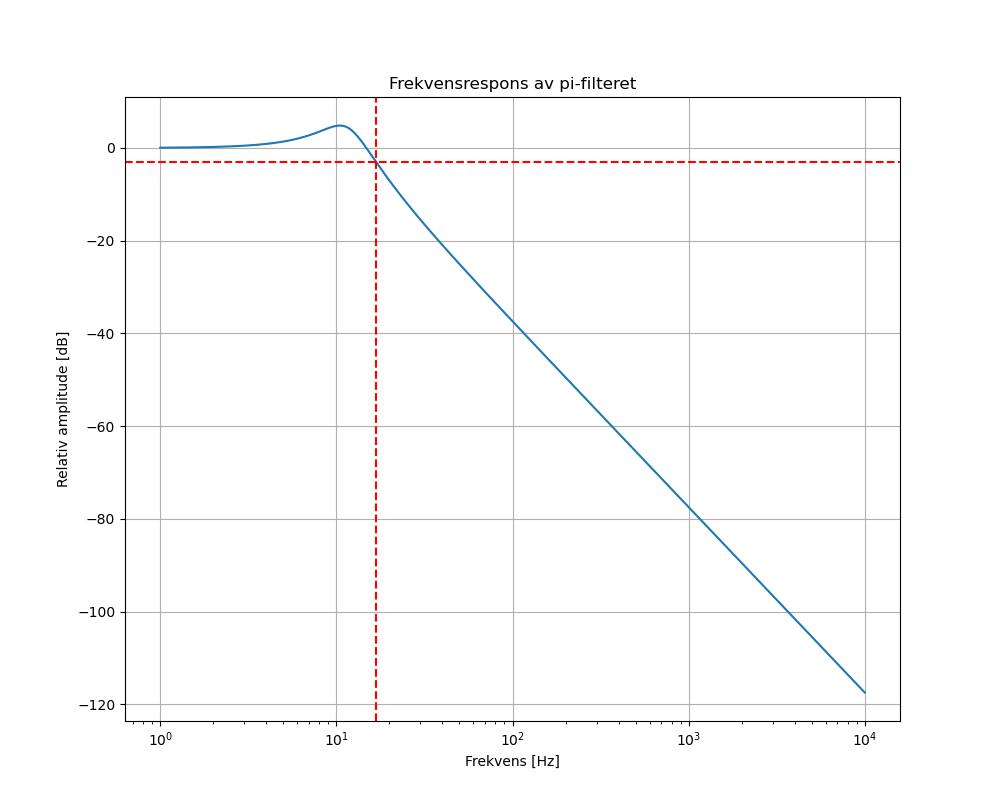 Frekvensrespons av pi-filteret
Relativ amplitude [dB]
0
−20
−40
−60
−80
−100
−120
10⁰ 10¹ 10² 10³ 10⁴
Frekvens [Hz]